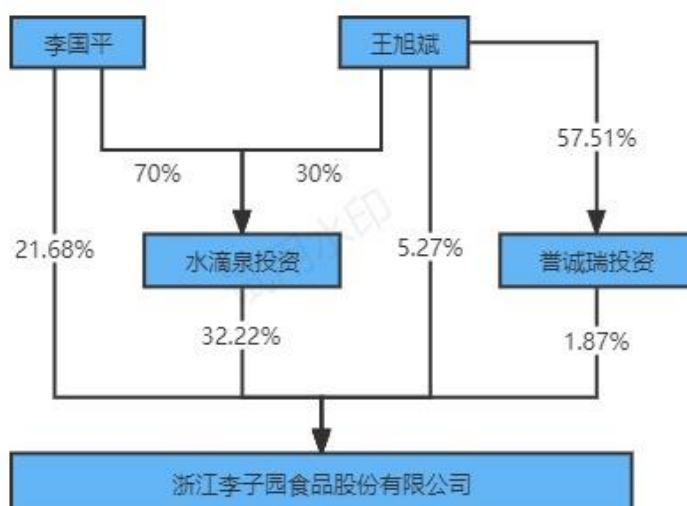 李国平
王旭斌
57.51%
70%
30%
21.68%
水滴泉投资
5.27%
誉诚瑞投资
32.22%
1.87%
浙江李子园食品股份有限公司